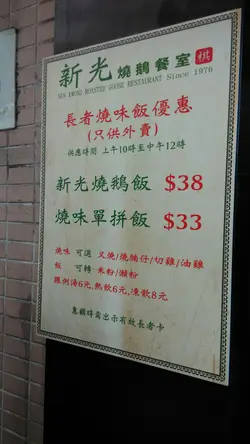 新光燒鵝餐室 棋
SUN KWONG ROASTED GOOSE RESTAURANT Since 1976
長者燒味飯優惠
(只供外賣)
供應時間 上午10時至中午12時
新光燒鵝飯 $38
燒味單拼飯 $33
燒味 可選 叉燒/燒腩仔/切雞/油雞
飯 可轉 米粉/瀨粉
跟例湯6元,熱飲6元,凍飲8元
惠顧時需出示有效長者卡